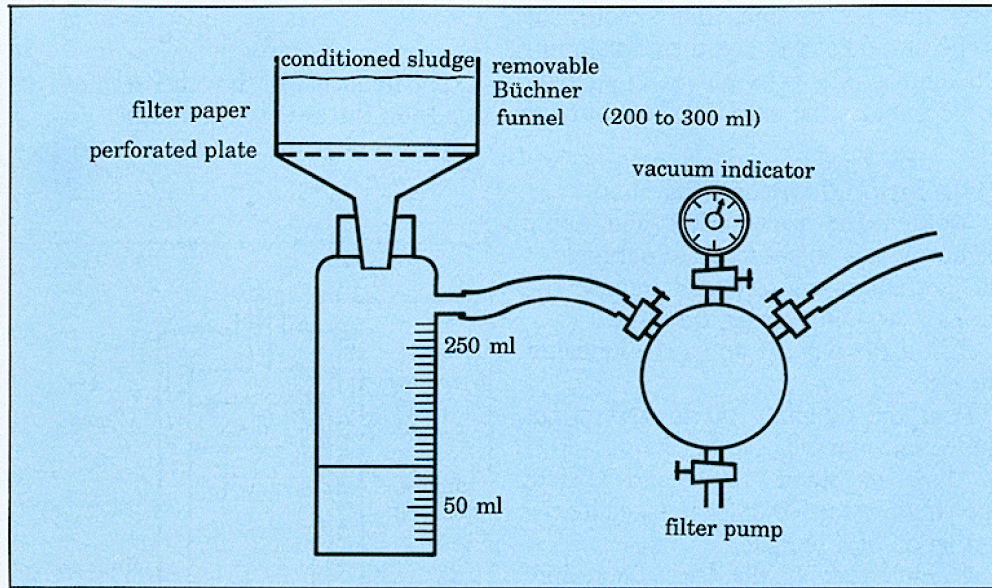 conditioned sludge
removable
Büchner
funnel (200 to 300 ml)
filter paper
perforated plate
vacuum indicator
250 ml
50 ml
filter pump